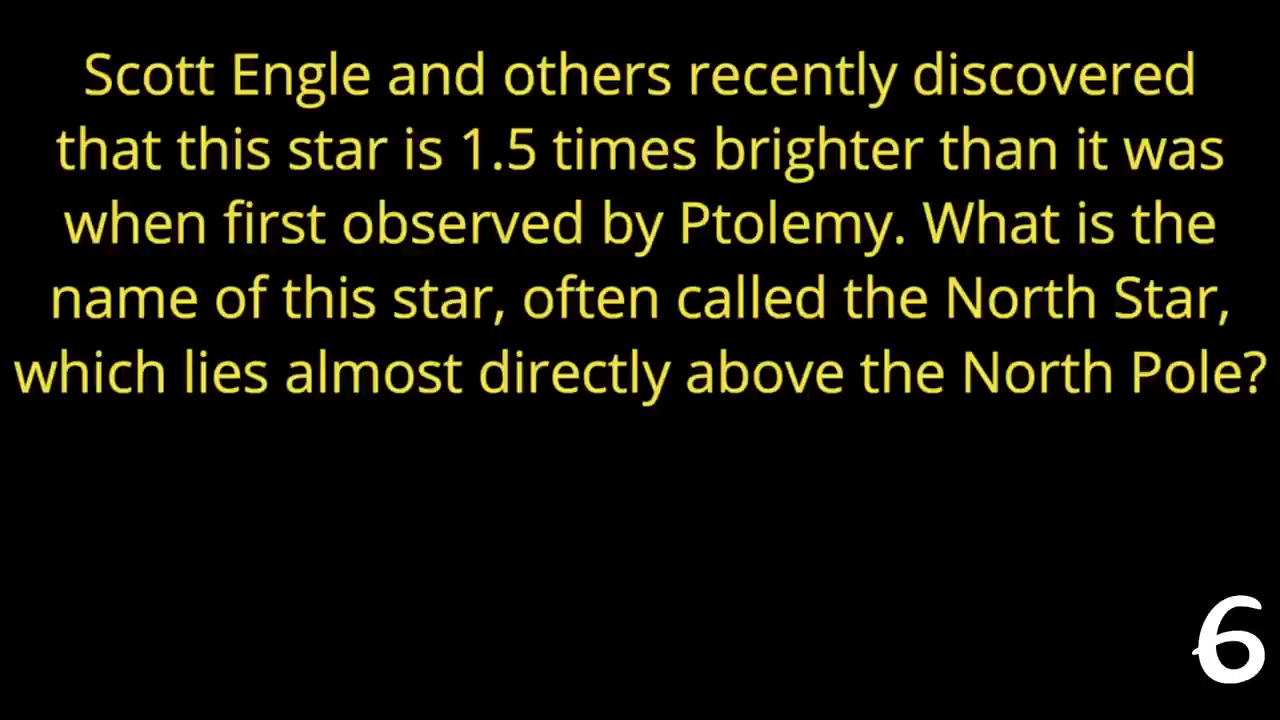 Scott Engle and others recently discovered
that this star is 1.5 times brighter than it was
when first observed by Ptolemy. What is the
name of this star, often called the North Star,
which lies almost directly above the North Pole?
6